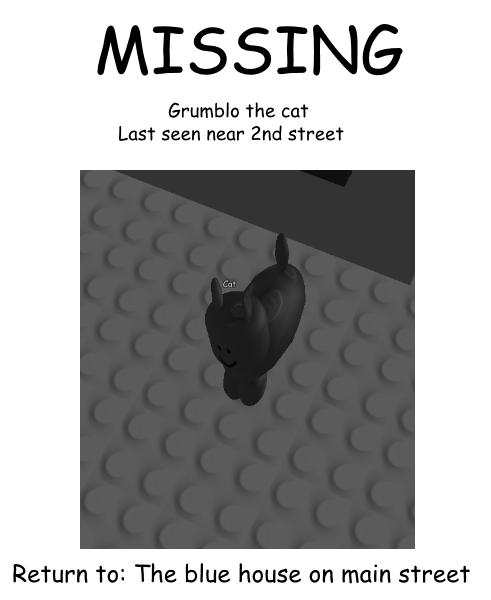 MISSING
Grumblo the cat
Last seen near 2nd street
Cat
Return to: The blue house on main street